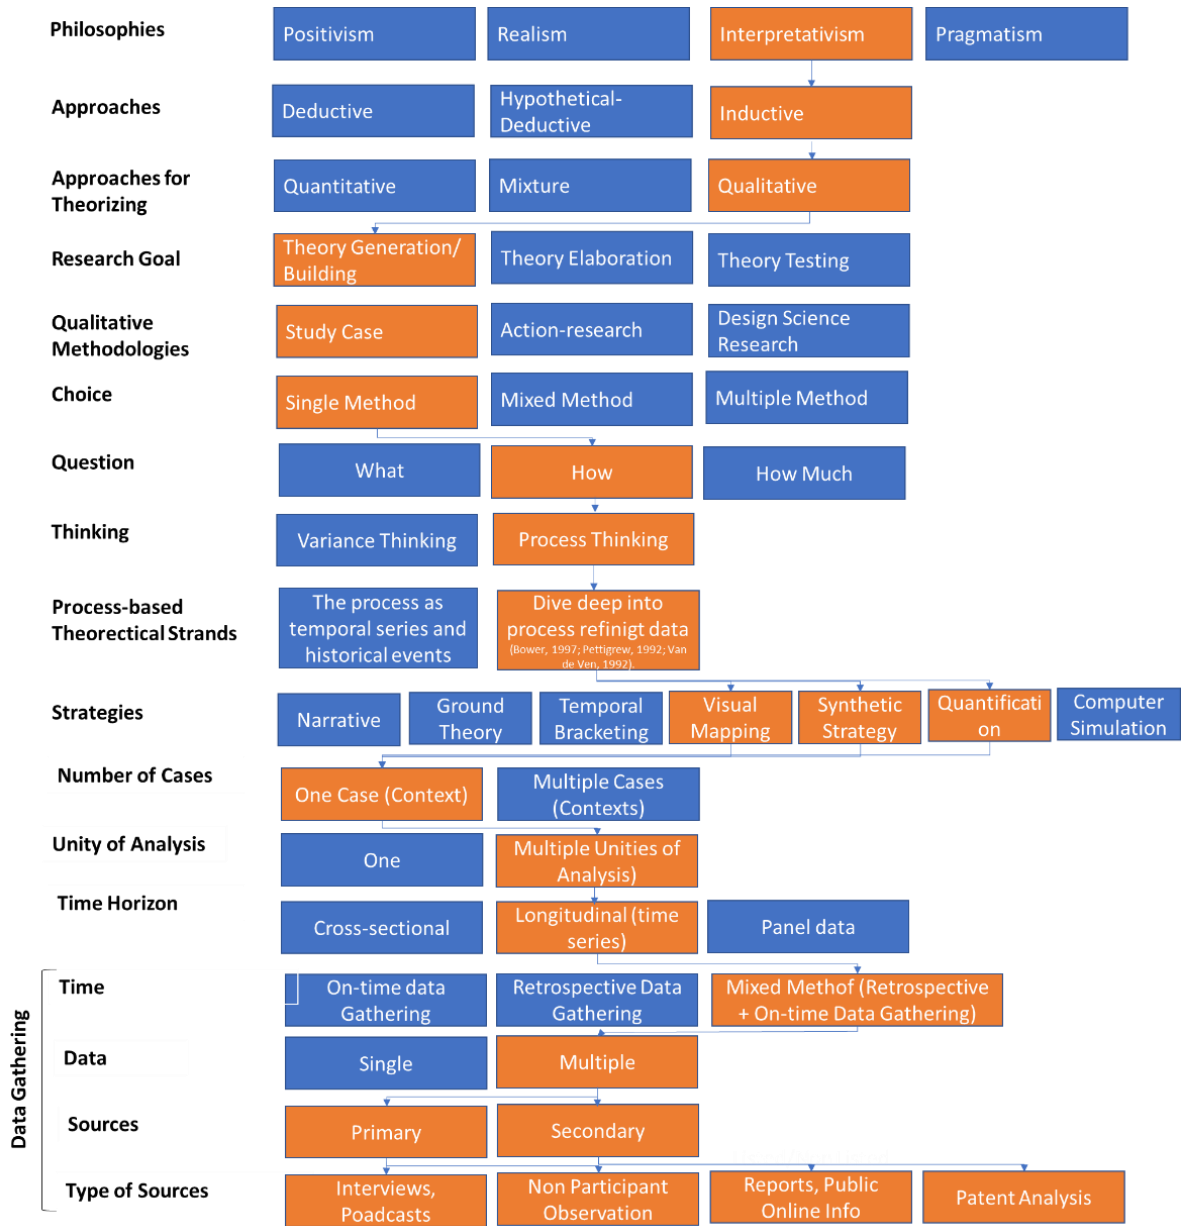 Philosophies
Positivism
Realism
Interpretativism
Pragmatism
Approaches
Deductive
Hypothetical-
Deductive
Inductive
Approaches for
Theorizing
Quantitative
Mixture
Qualitative
Research Goal
Theory Generation/
Building
Theory Elaboration
Theory Testing
Qualitative
Methodologies
Study Case
Action-research
Design Science
Research
Choice
Single Method
Mixed Method
Multiple Method
Question
What
How
How Much
Thinking
Variance Thinking
Process Thinking
Process-based
Theorectical Strands
The process as
temporal series and
historical events
Dive deep into
process refinigt data
(Bower, 1997; Pettigrew, 1992; Van
de Ven, 1992).
Strategies
Narrative
Ground
Theory
Temporal
Bracketing
Visual
Mapping
Synthetic
Strategy
Quantificati
on
Computer
Simulation
Number of Cases
One Case (Context)
Multiple Cases
(Contexts)
Unity of Analysis
One
Multiple Unities of
Analysis)
Time Horizon
Cross-sectional
Longitudinal (time
series)
Panel data
Data Gathering
Time
On-time data
Gathering
Retrospective Data
Gathering
Mixed Methof (Retrospective
+ On-time Data Gathering)
Data
Single
Multiple
Sources
Primary
Secondary
Type of Sources
Interviews,
Poadcasts
Non Participant
Observation
Reports, Public
Online Info
Patent Analysis